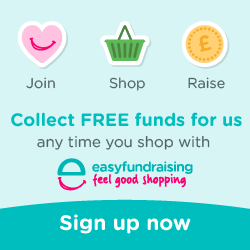 Join Shop Raise
Collect FREE funds for us
any time you shop with
easyfundraising
feel good shopping
Sign up now